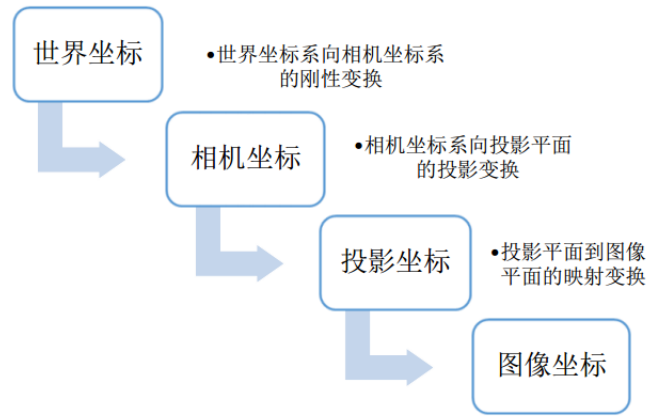 世界坐标
•世界坐标系向相机坐标系
的刚性变换
相机坐标
•相机坐标系向投影平面
的投影变换
投影坐标
•投影平面到图像
平面的映射变换
图像坐标